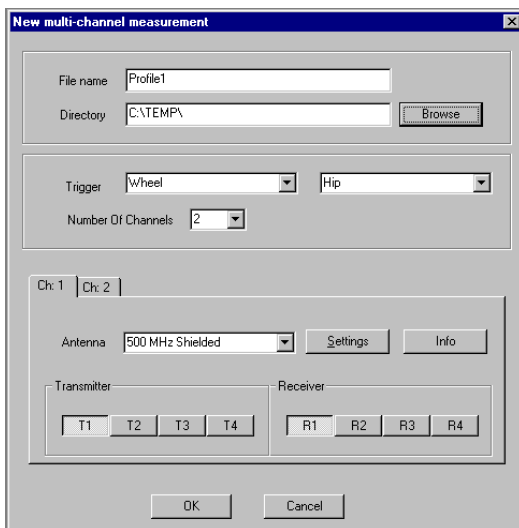 New multi-channel measurement
File name Profile1
Directory C:\TEMP\ Browse
Trigger Wheel Hip
Number Of Channels 2
Ch: 1 Ch: 2
Antenna 500 MHz Shielded Settings Info
Transmitter Receiver
T1 T2 T3 T4 R1 R2 R3 R4
OK Cancel